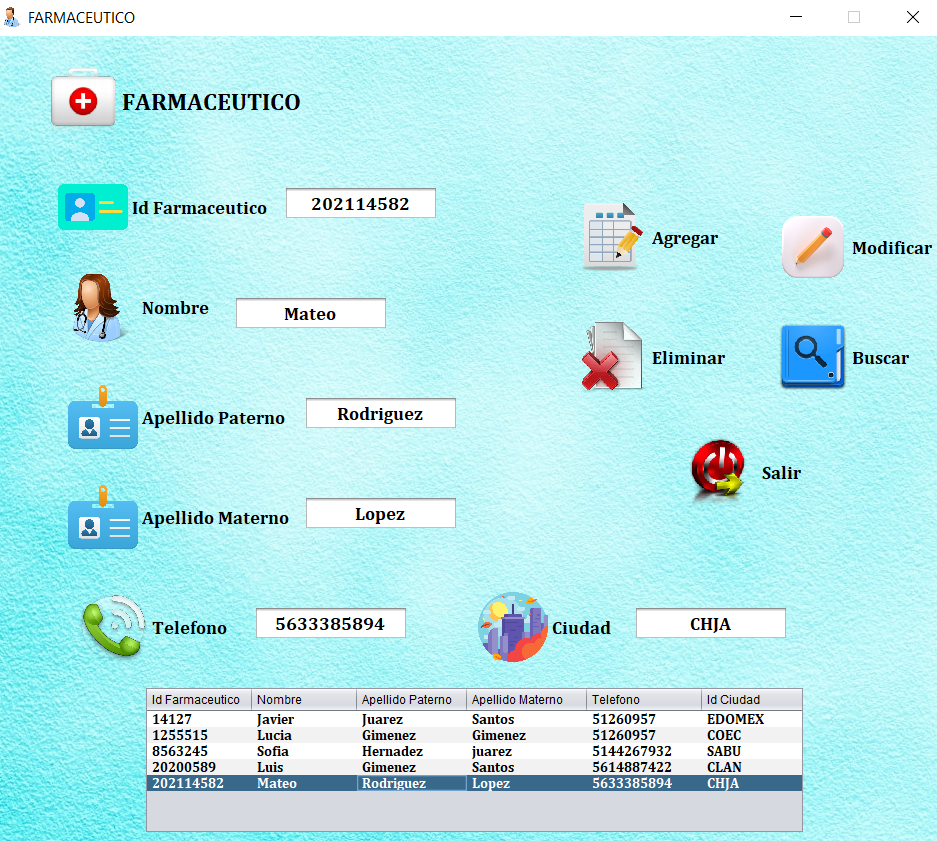 FARMACEUTICO
FARMACEUTICO
Id Farmaceutico 202114582
Agregar
Modificar
Nombre Mateo
Eliminar
Buscar
Apellido Paterno Rodriguez
Salir
Apellido Materno Lopez
Telefono 5633385894 Ciudad CHJA
Id Farmaceutico Nombre Apellido Paterno Apellido Materno Telefono Id Ciudad
14127 Javier Juarez Santos 51260957 EDOMEX
1255515 Lucia Gimenez Gimenez 51260957 COEC
8563245 Sofia Hernadez juarez 5144267932 SABU
20200589 Luis Gimenez Santos 5614887422 CLAN
202114582 Mateo Rodriguez Lopez 5633385894 CHJA